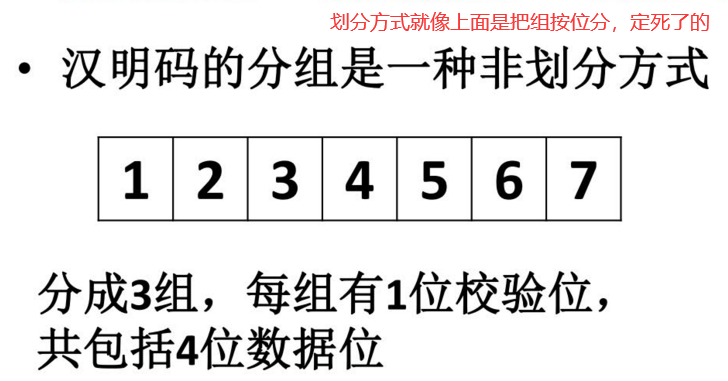 划分方式就像上面是把组按位分，定死了的
• 汉明码的分组是一种非划分方式
1 2 3 4 5 6 7
分成3组，每组有1位校验位，
共包括4位数据位